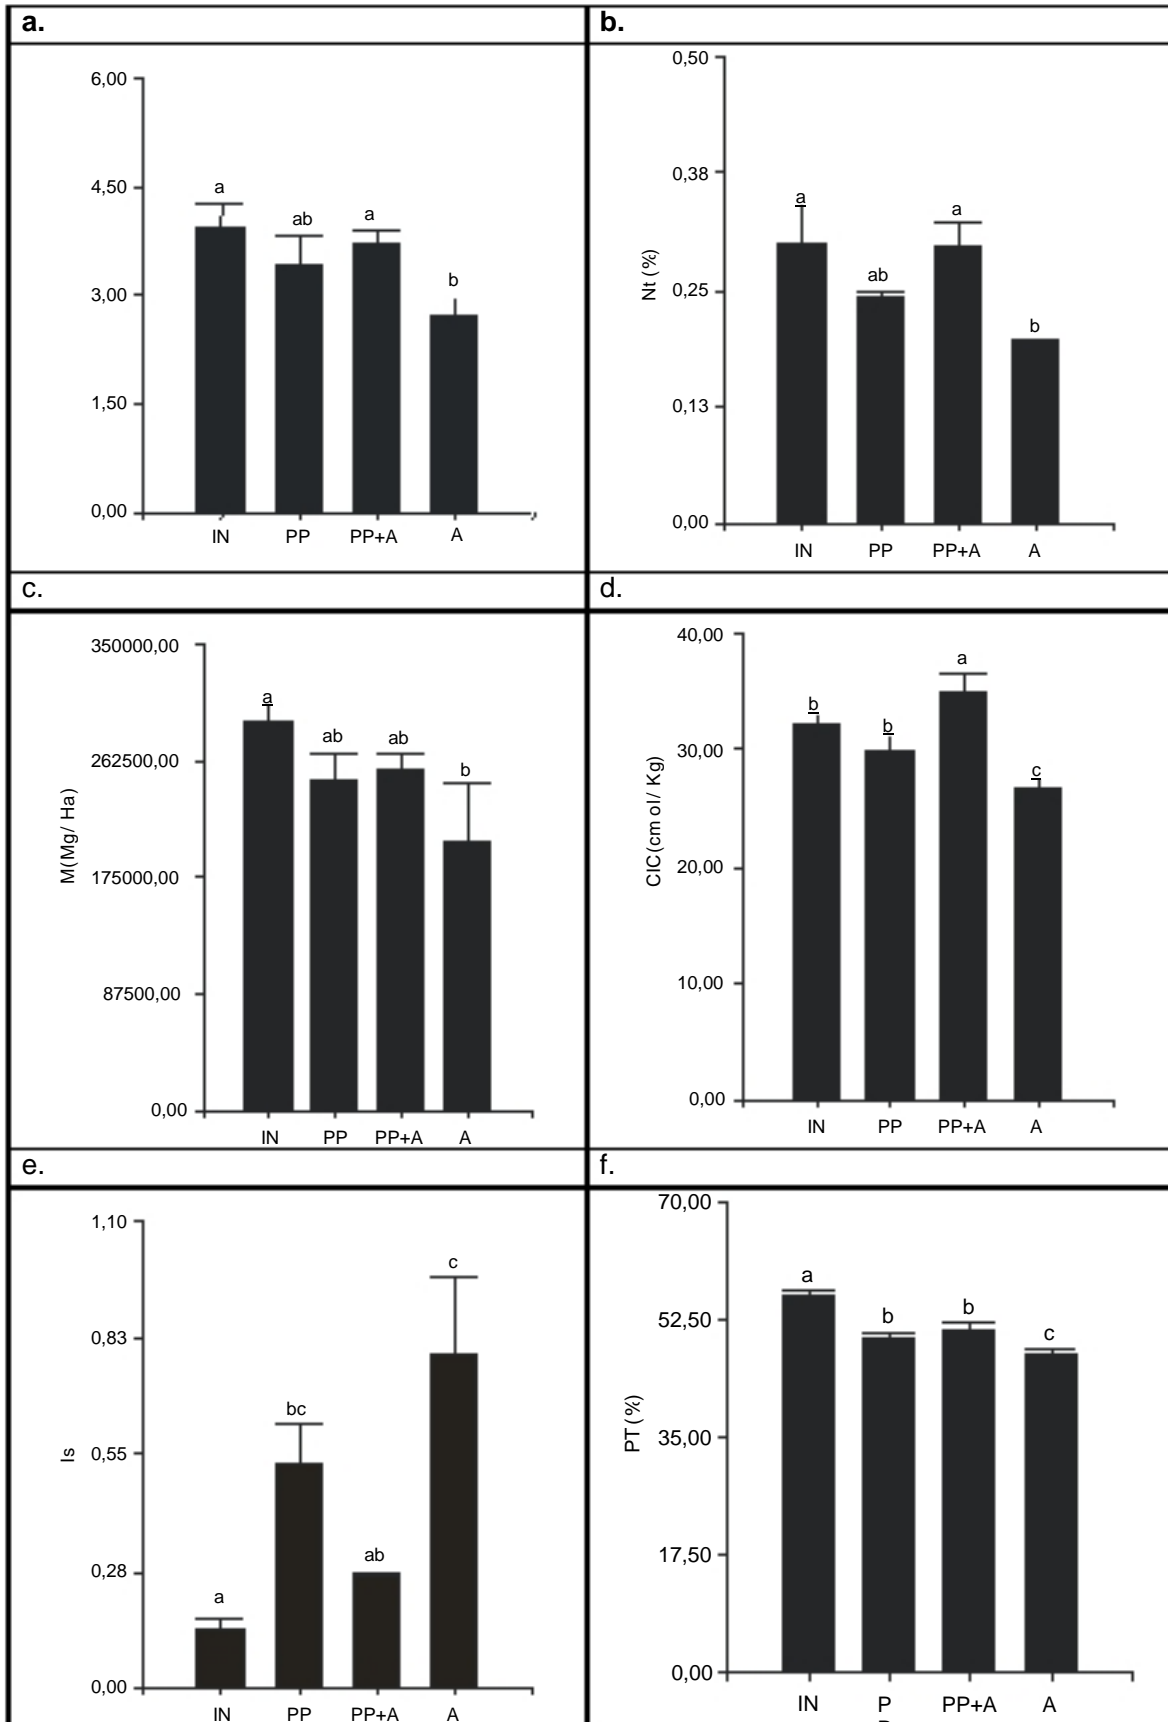 a.
6,00
4,50
3,00
1,50
0,00
a
ab
a
b
IN PP PP+A A
b.
0,50
0,38
0,25
0,13
0,00
Nt (%)
a
ab
a
b
IN PP PP+A A
c.
350000,00
262500,00
175000,00
87500,00
0,00
M(Mg/ Ha)
a
ab
ab
b
IN PP PP+A A
d.
40,00
30,00
20,00
10,00
0,00
CIC(cm ol/ Kg)
b
b
a
c
IN PP PP+A A
e.
1,10
0,83
0,55
0,28
0,00
Is
a
bc
ab
c
IN PP PP+A A
f.
70,00
52,50
35,00
17,50
0,00
PT (%)
a
b
b
c
IN P PP+A A